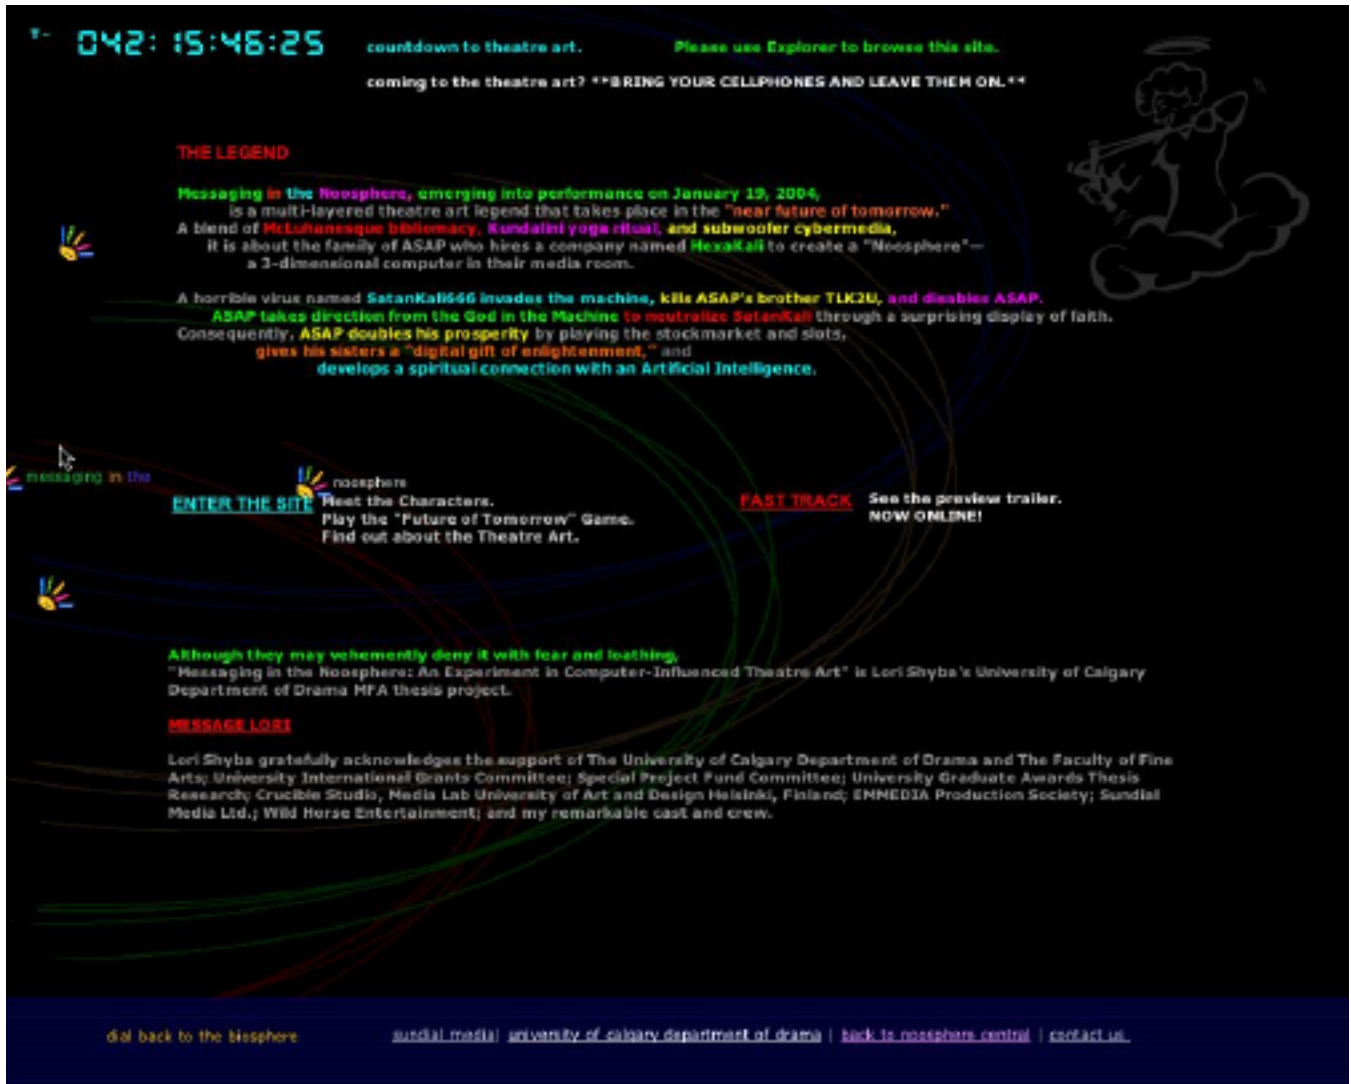 T- 042:15:46:25 countdown to theatre art. Please use Explorer to browse this site.
coming to the theatre art? **BRING YOUR CELLPHONES AND LEAVE THEM ON.**
THE LEGEND
Messaging in the Noosphere, emerging into performance on January 19, 2004,
is a multi-layered theatre art legend that takes place in the "near future of tomorrow."
A blend of McLuhanesque bibliomacy, Kundalini yoga ritual, and subwoofer cybermedia,
it is about the family of ASAP who hires a company named HexaKali to create a "Noosphere"—
a 3-dimensional computer in their media room.
A horrible virus named SatanKali666 invades the machine, kills ASAP's brother TLK2U, and disables ASAP.
ASAP takes direction from the God in the Machine to neutralize SatanKali through a surprising display of faith.
Consequently, ASAP doubles his prosperity by playing the stockmarket and slots,
gives his sisters a "digital gift of enlightenment," and
develops a spiritual connection with an Artificial Intelligence.
messaging in the noosphere
ENTER THE SITE Meet the Characters. FAST TRACK See the preview trailer.
Play the "Future of Tomorrow" Game. NOW ONLINE!
Find out about the Theatre Art.
Although they may vehemently deny it with fear and loathing,
"Messaging in the Noosphere: An Experiment in Computer-Influenced Theatre Art" is Lori Shyba's University of Calgary
Department of Drama MFA thesis project.
MESSAGE LORI
Lori Shyba gratefully acknowledges the support of The University of Calgary Department of Drama and The Faculty of Fine
Arts; University International Grants Committee; Special Project Fund Committee; University Graduate Awards Thesis
Research; Crucible Studio, Media Lab University of Art and Design Helsinki, Finland; EMMEDIA Production Society; Sundial
Media Ltd.; Wild Horse Entertainment; and my remarkable cast and crew.
dial back to the biosphere sundial media| university of calgary department of drama | back to noosphere central | contact us